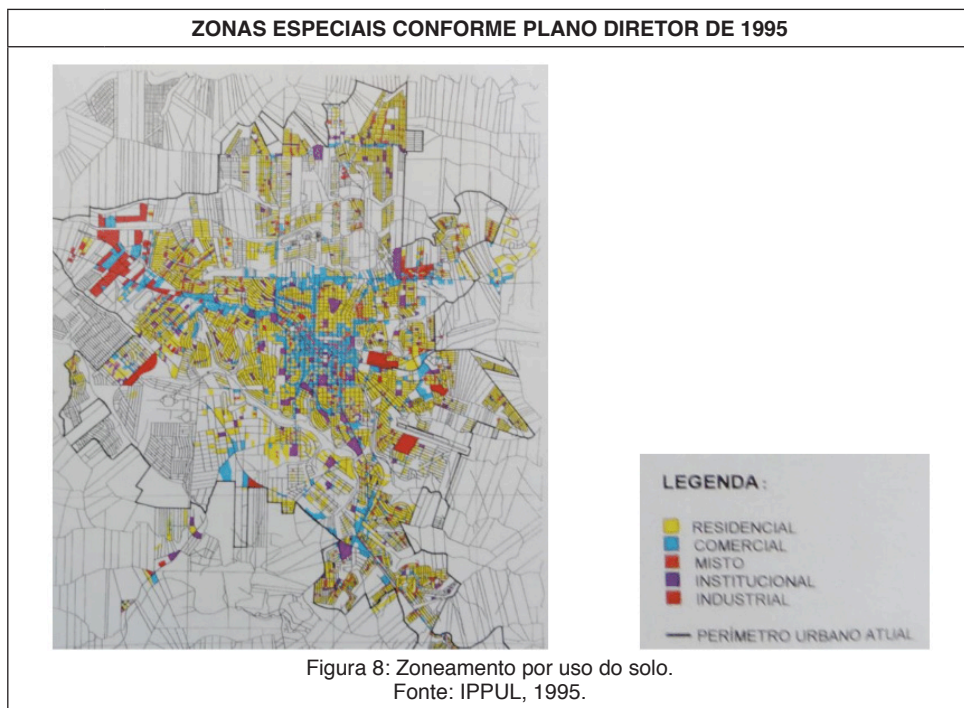 ZONAS ESPECIAIS CONFORME PLANO DIRETOR DE 1995
LEGENDA:
RESIDENCIAL
COMERCIAL
MISTO
INSTITUCIONAL
INDUSTRIAL
PERÍMETRO URBANO ATUAL
Figura 8: Zoneamento por uso do solo.
Fonte: IPPUL, 1995.